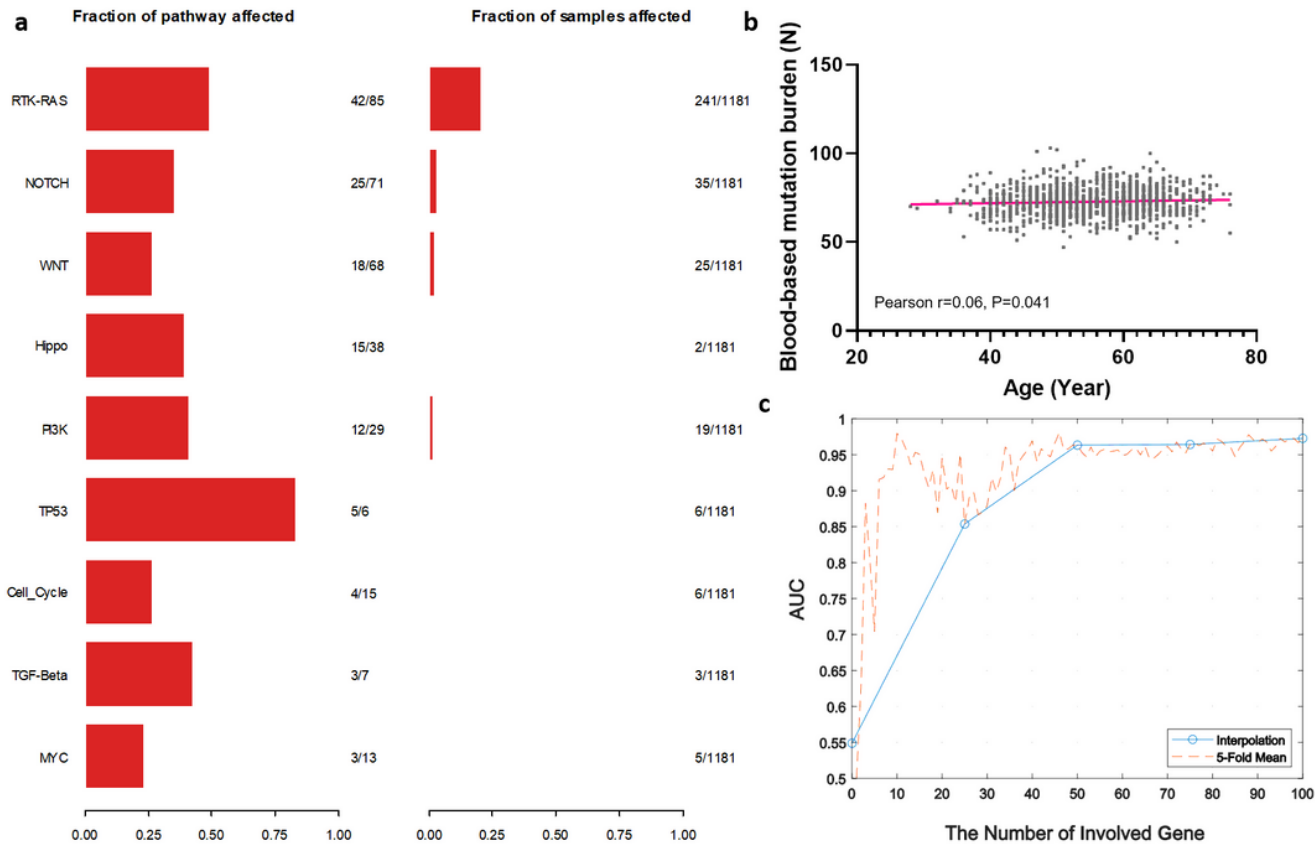 a
Fraction of pathway affected
Fraction of samples affected
RTK-RAS 42/85 241/1181
NOTCH 25/71 35/1181
WNT 18/68 25/1181
Hippo 15/38 2/1181
PI3K 12/29 19/1181
TP53 5/6 6/1181
Cell_Cycle 4/15 6/1181
TGF-Beta 3/7 3/1181
MYC 3/13 5/1181
0.00 0.25 0.50 0.75 1.00
0.00 0.25 0.50 0.75 1.00
b
Blood-based mutation burden (N)
150
100
50
0
Pearson r=0.06, P=0.041
20 40 60 80
Age (Year)
c
AUC
1
0.95
0.9
0.85
0.8
0.75
0.7
0.65
0.6
0.55
0.5
Interpolation
5-Fold Mean
0 10 20 30 40 50 60 70 80 90 100
The Number of Involved Gene